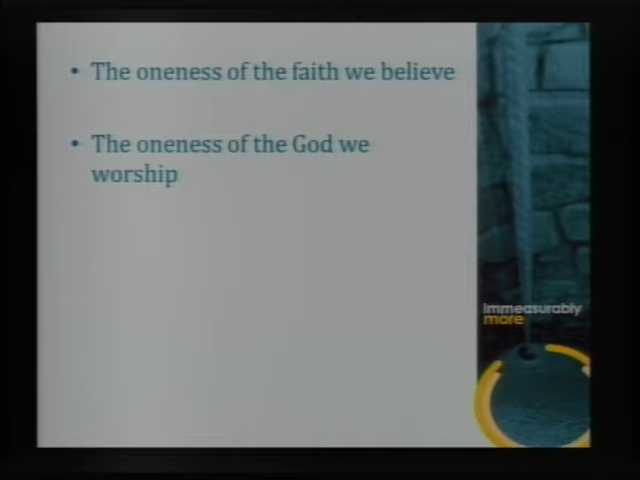 • The oneness of the faith we believe
• The oneness of the God we
worship
immeasurably
more